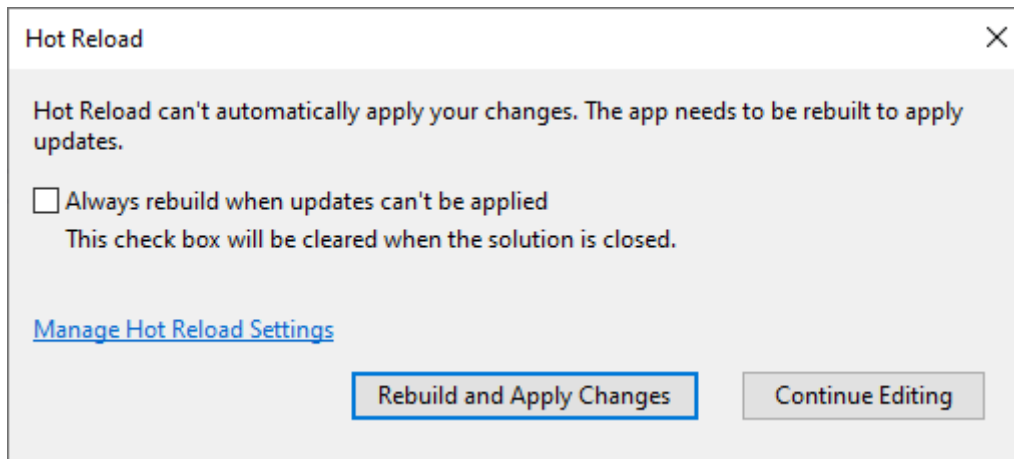 Hot Reload
Hot Reload can't automatically apply your changes. The app needs to be rebuilt to apply
updates.
Always rebuild when updates can't be applied
This check box will be cleared when the solution is closed.
Manage Hot Reload Settings
Rebuild and Apply Changes
Continue Editing